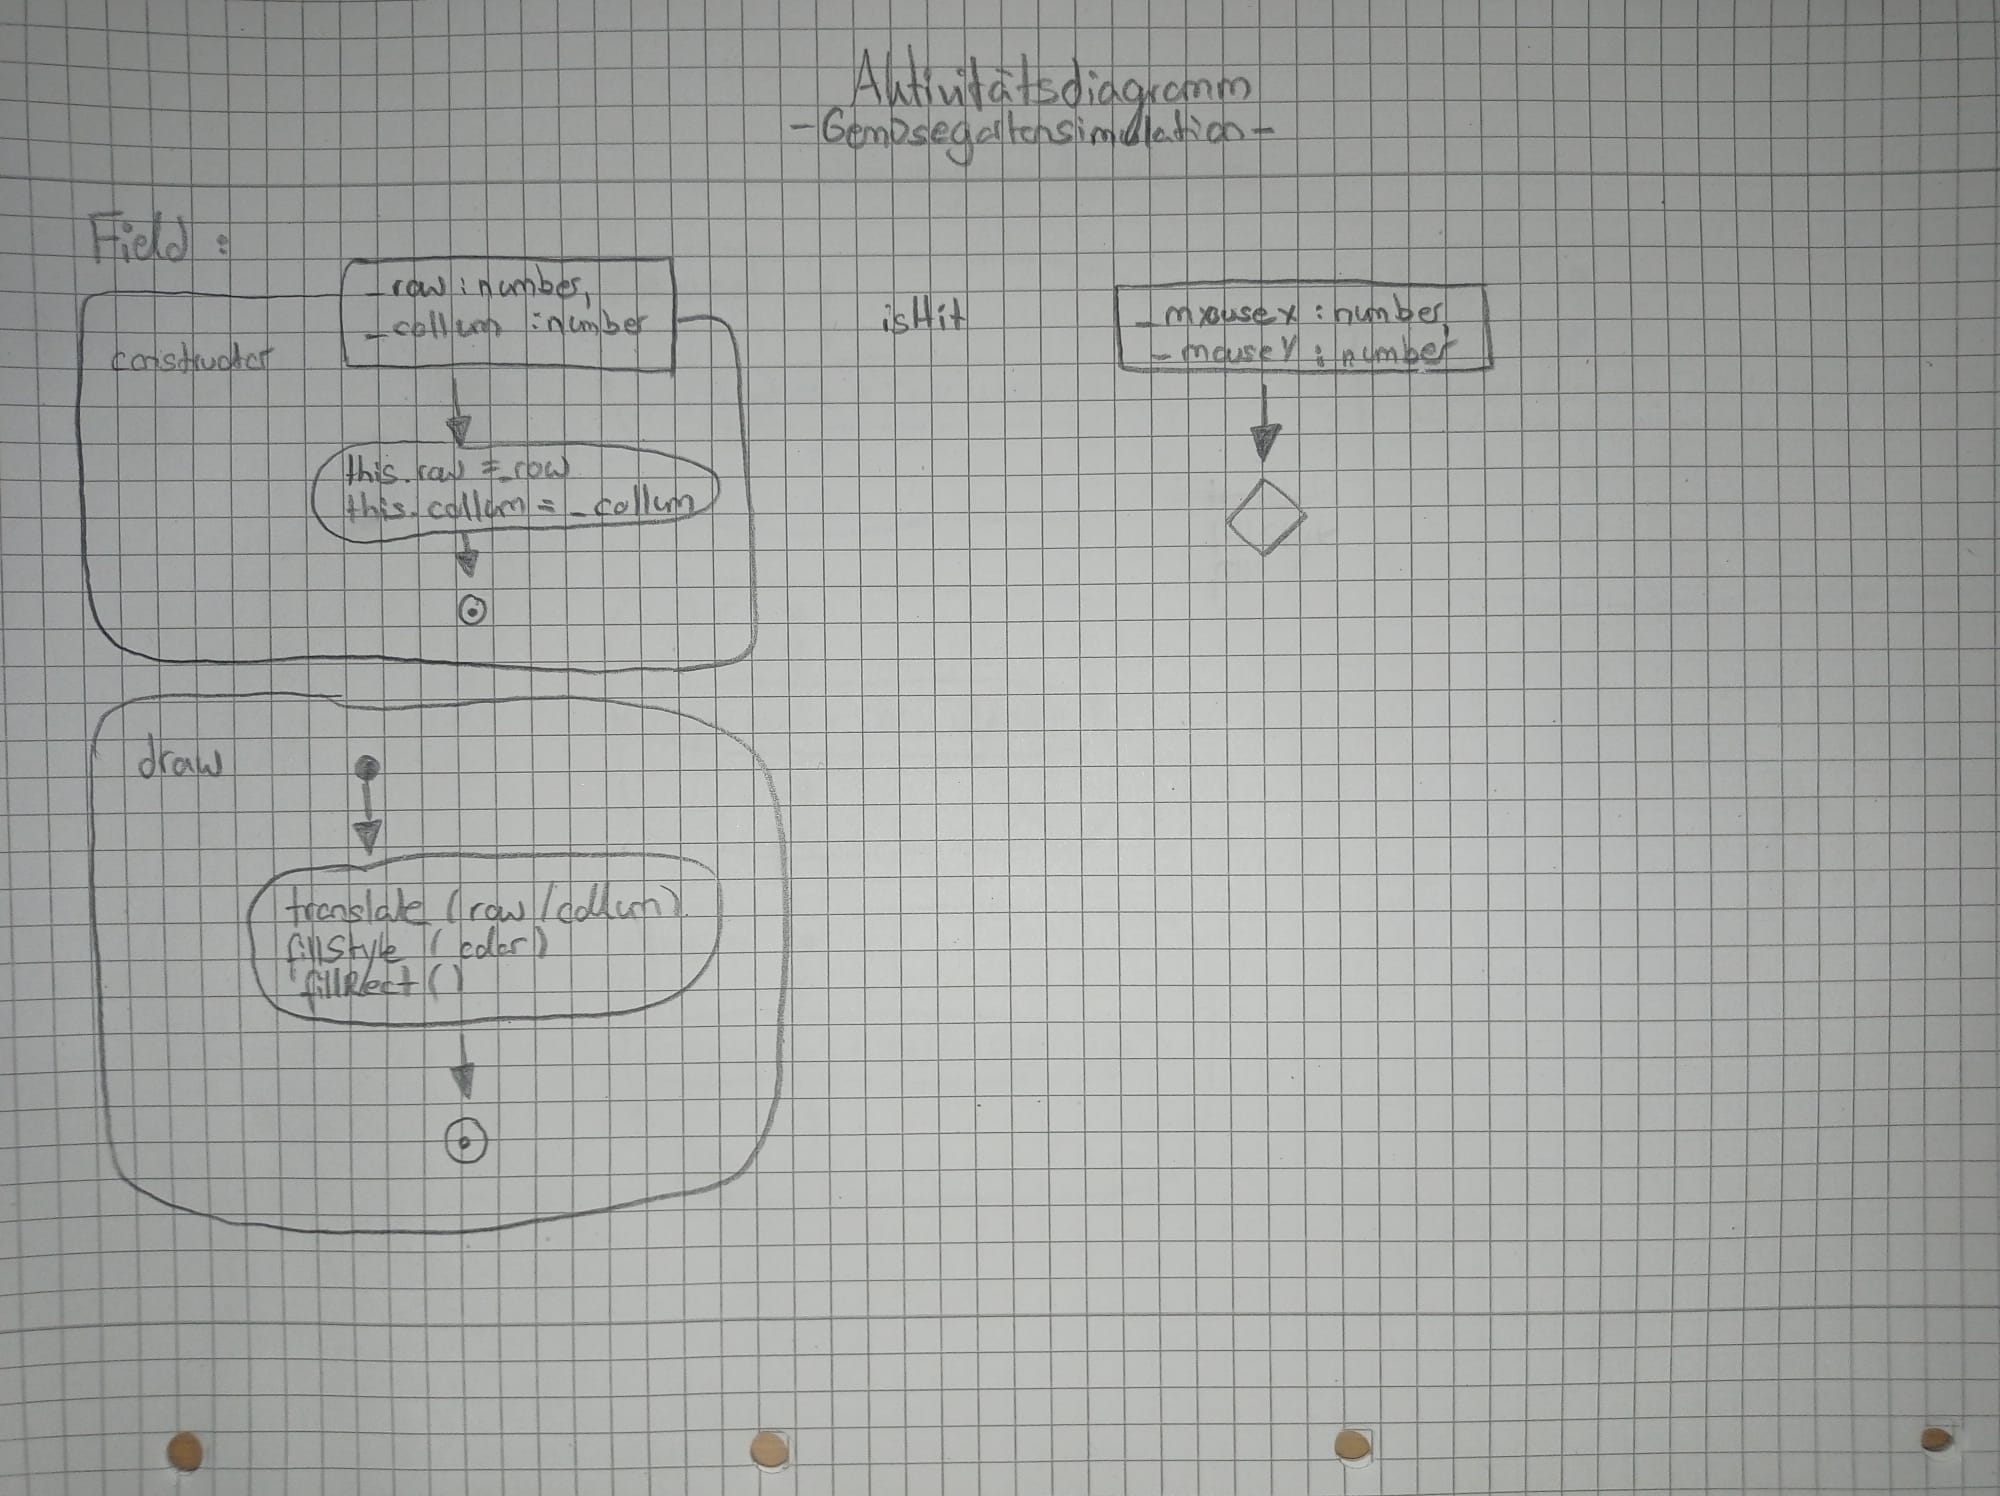 Aktivitätsdiagramm
-Gemüsegartensimulation-
Field:
_row : number,
_collum : number
constructor
this.row = _row
this.collum = _collum
isHit
_mouseX : number,
_mouseY : number
draw
translate (row/collum)
fillStyle (color)
fillRect()